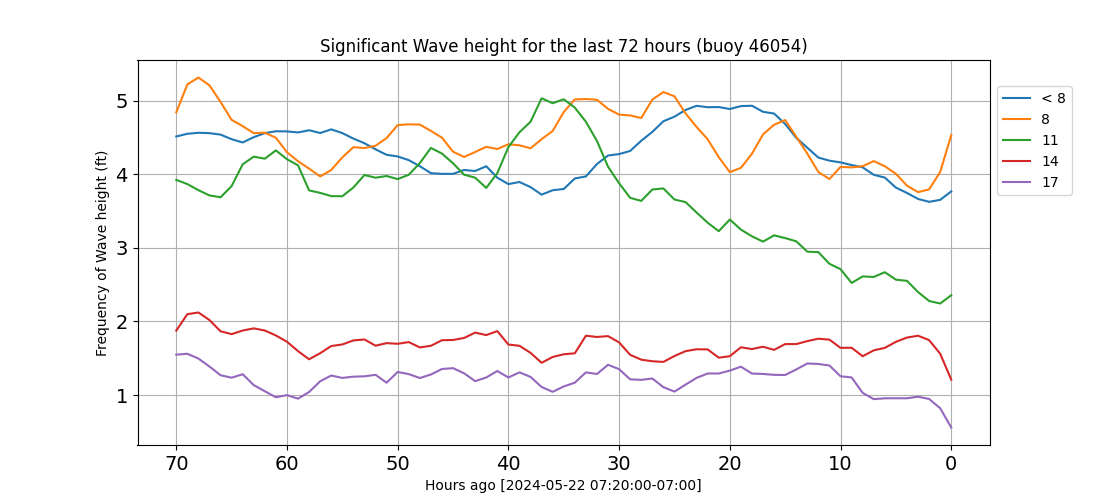 Significant Wave height for the last 72 hours (buoy 46054)
Frequency of Wave height (ft)
5
4
3
2
1
70 60 50 40 30 20 10 0
Hours ago [2024-05-22 07:20:00-07:00]
< 8
8
11
14
17